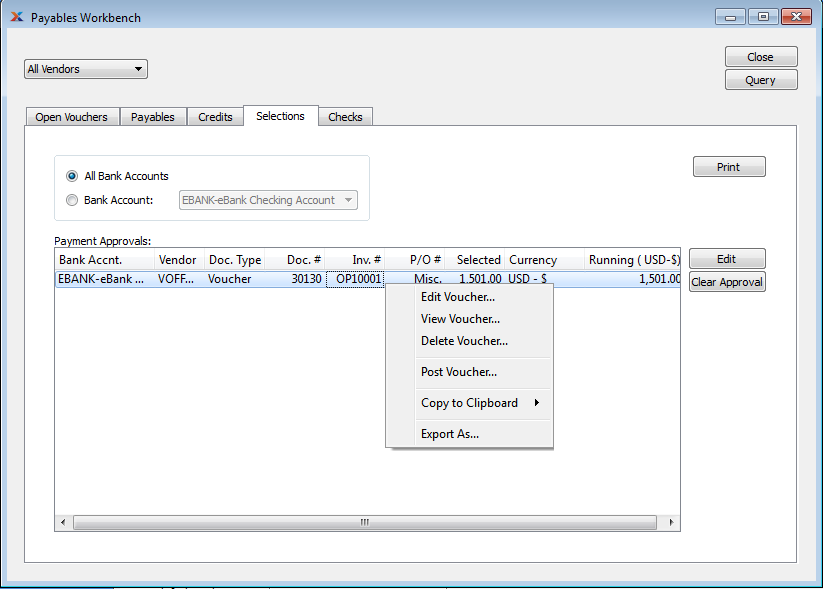 Payables Workbench
All Vendors
Close
Query
Open Vouchers Payables Credits Selections Checks
All Bank Accounts
Bank Account: EBANK-eBank Checking Account
Print
Payment Approvals:
Bank Accnt. Vendor Doc. Type Doc. # Inv. # P/O # Selected Currency Running ( USD-$)
EBANK-eBank ... VOFF... Voucher 30130 OP10001 Misc. 1,501.00 USD - $ 1,501.00
Edit
Clear Approval
Edit Voucher...
View Voucher...
Delete Voucher...
Post Voucher...
Copy to Clipboard
Export As...